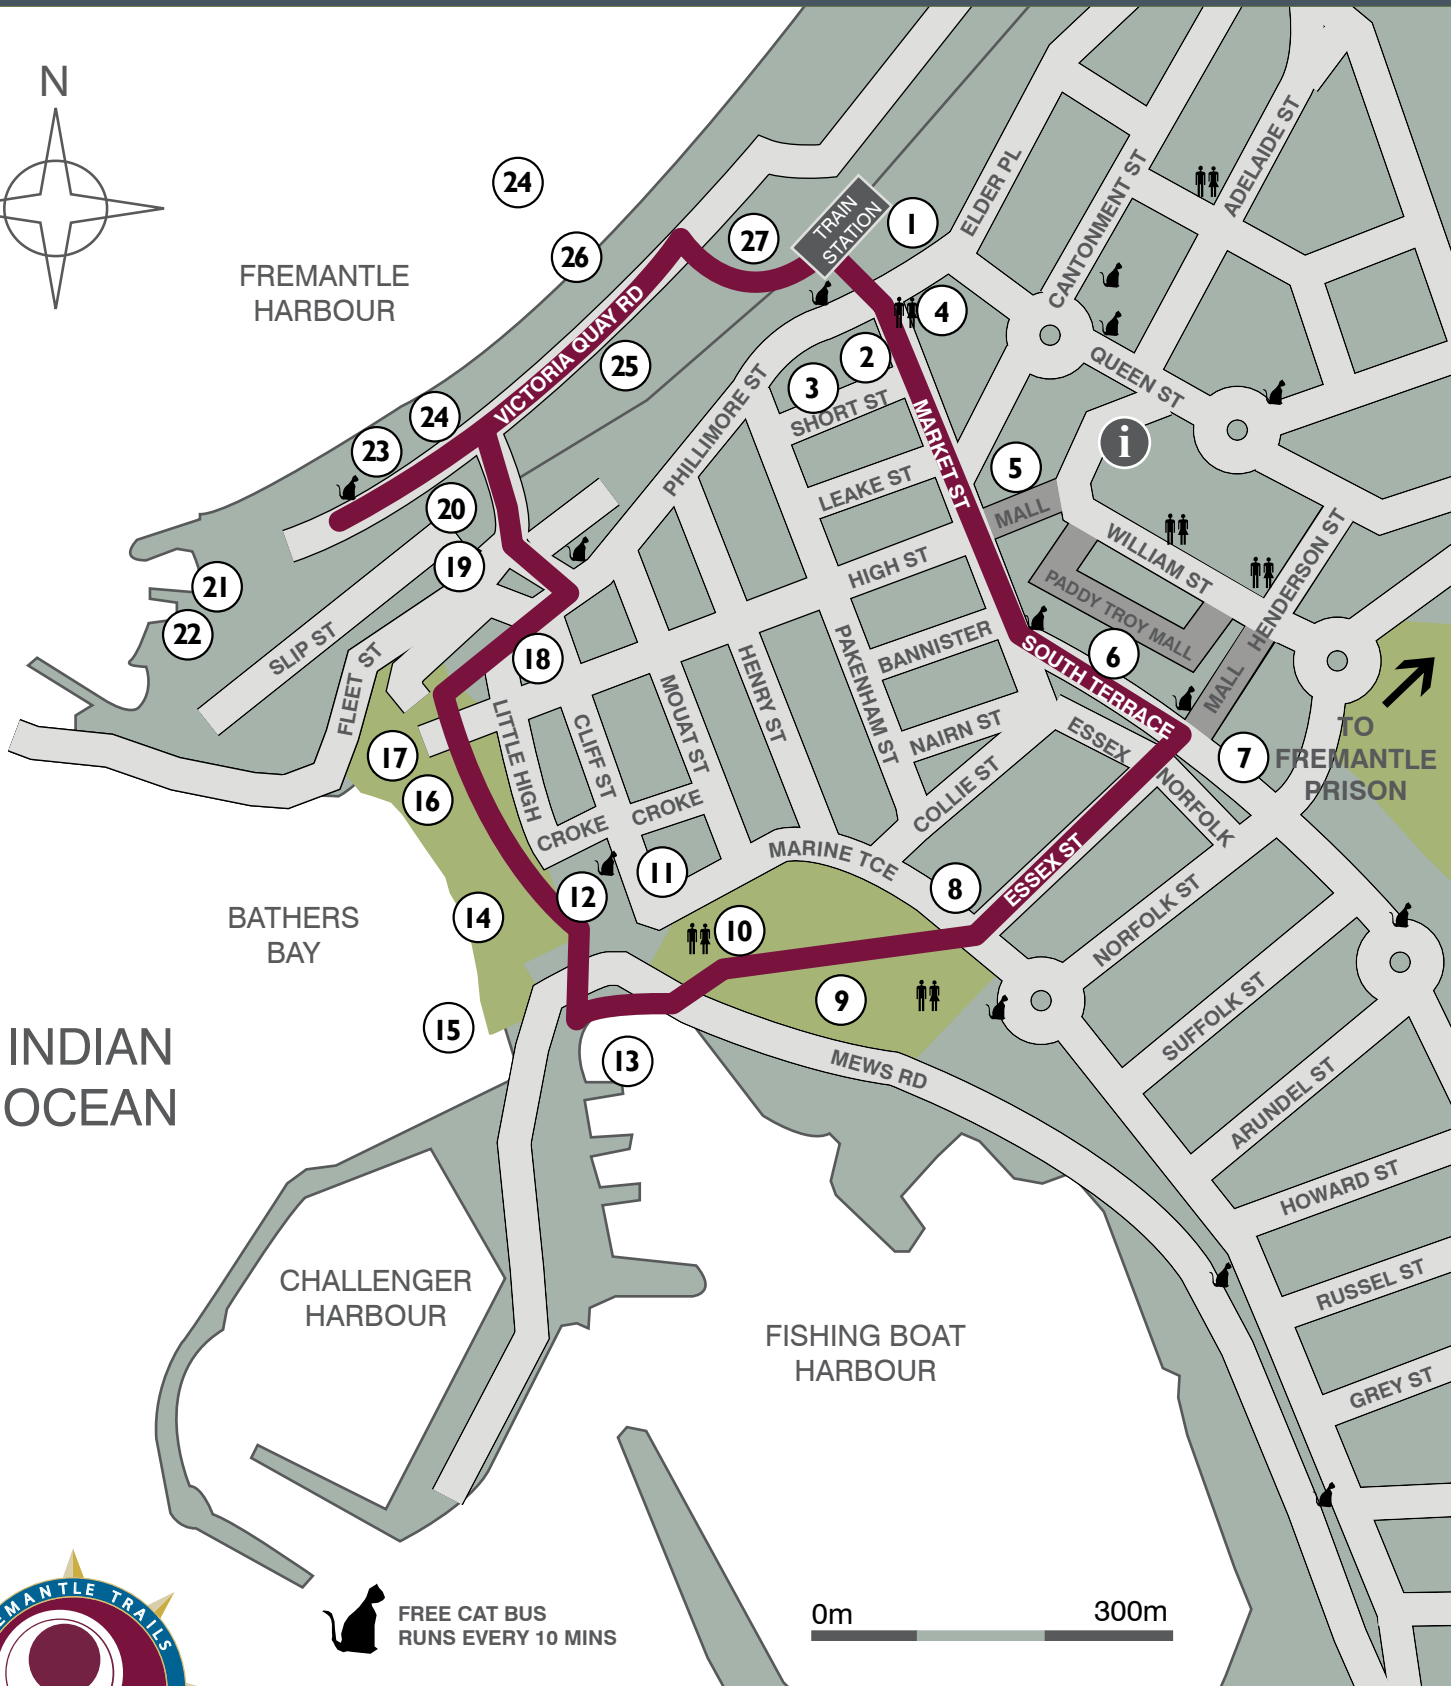 N
FREMANTLE
HARBOUR
24
26
27
TRAIN
STATION
1
ELDER PL
CANTONMENT ST
ADELAIDE ST
4
2
3
SHORT ST
QUEEN ST
VICTORIA QUAY RD
25
24
23
PHILLIMORE ST
MARKET ST
LEAKE ST
5
MALL
i
20
19
HIGH ST
WILLIAM ST
HENDERSON ST
PADDY TROY MALL
MALL
21
22
SLIP ST
FLEET ST
18
BANNISTER
PAKENHAM ST
HENRY ST
MOUAT ST
CLIFF ST
LITTLE HIGH
SOUTH TERRACE
6
7
TO
FREMANTLE
PRISON
17
16
NAIRN ST
ESSEX
NORFOLK
COLLIE ST
CROKE
CROKE
MARINE TCE
11
12
8
ESSEX ST
NORFOLK ST
14
10
9
BATHERS
BAY
15
13
MEWS RD
SUFFOLK ST
ARUNDEL ST
INDIAN
OCEAN
HOWARD ST
RUSSEL ST
GREY ST
CHALLENGER
HARBOUR
FISHING BOAT
HARBOUR
EMANTLE TRAILS
FREE CAT BUS
RUNS EVERY 10 MINS
0m
300m